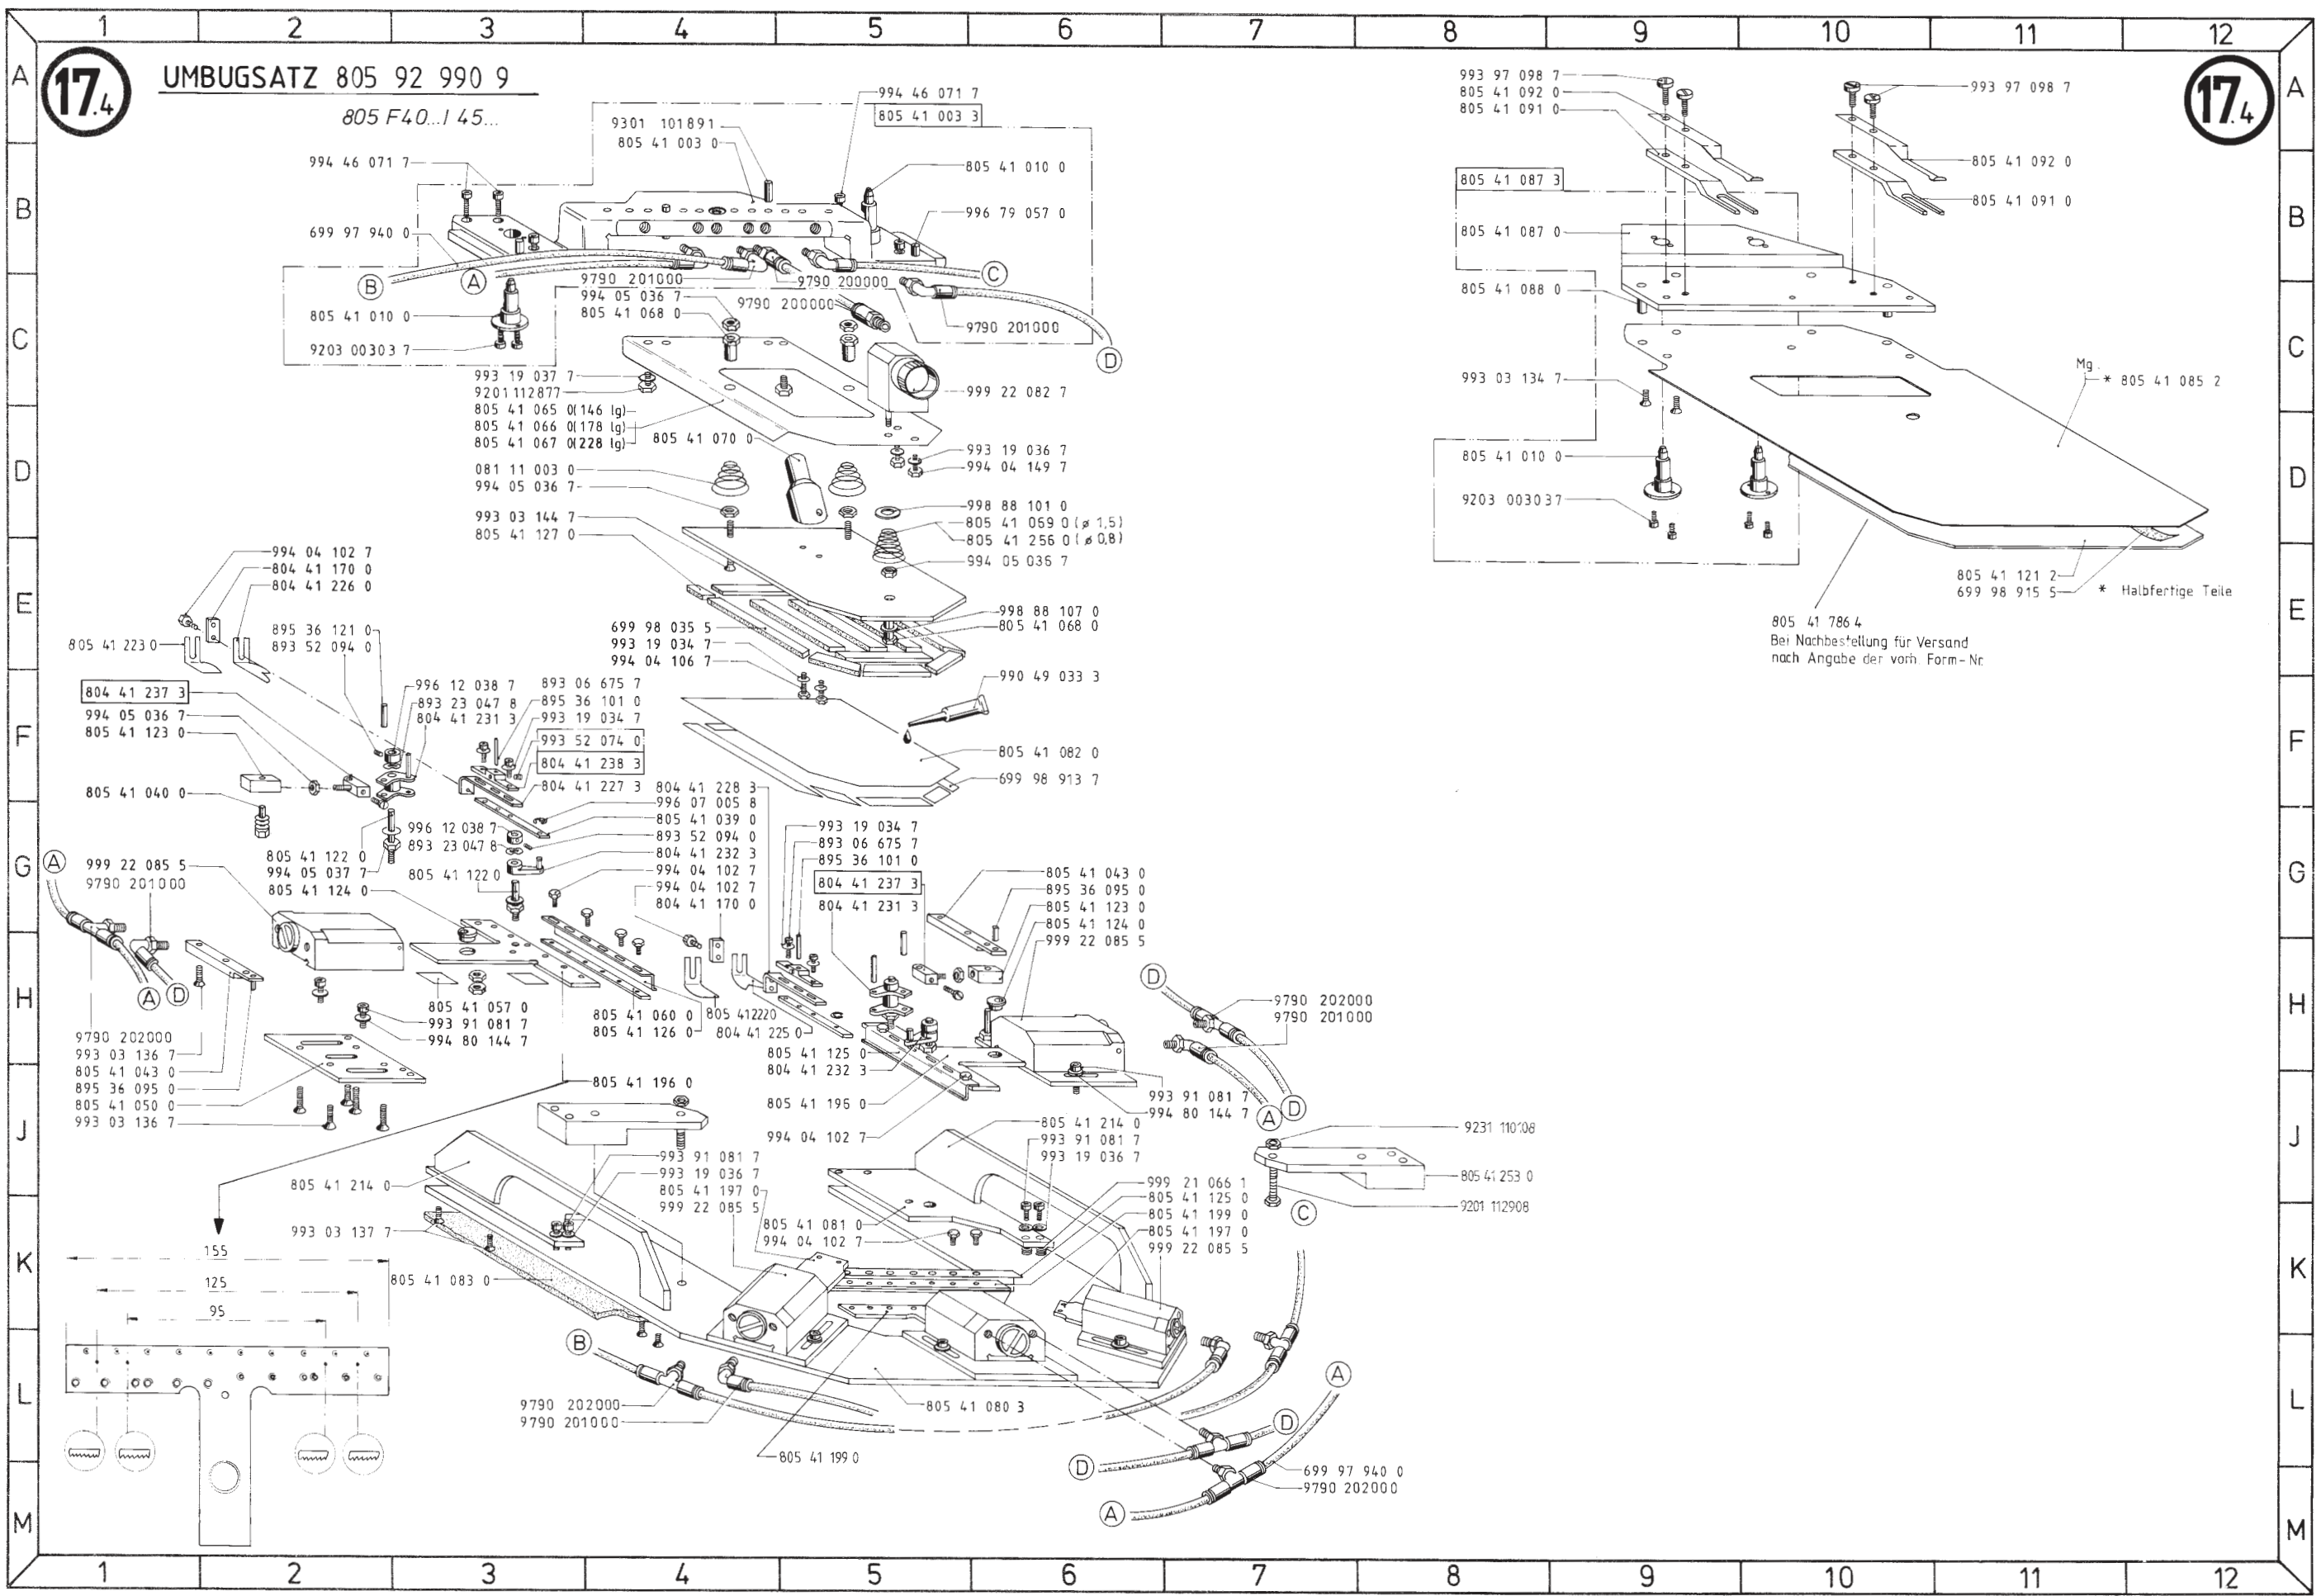 1 2 3 4 5 6 7 8 9 10 11 12
A B C D E F G H J K L M
17.4
UMBUGSATZ 805 92 990 9
805 F40...I 45...
17.4
994 46 071 7
9301 101891
805 41 003 0
994 46 071 7
805 41 003 3
805 41 010 0
996 79 057 0
699 97 940 0
B
A
C
9790 201000
9790 200000
994 05 036 7
805 41 068 0
9790 200000
9790 201000
D
805 41 010 0
9203 00303 7
993 19 037 7
9201 112877
805 41 065 0(146 lg)
805 41 066 0(178 lg)
805 41 067 0(228 lg)
999 22 082 7
805 41 070 0
993 19 036 7
994 04 149 7
081 11 003 0
994 05 036 7
998 88 101 0
805 41 059 0 (ø 1,5)
805 41 256 0 (ø 0,8)
994 05 036 7
993 03 144 7
805 41 127 0
998 88 107 0
805 41 068 0
699 98 035 5
993 19 034 7
994 04 106 7
990 49 033 3
805 41 082 0
699 98 913 7
993 97 098 7
805 41 092 0
805 41 091 0
993 97 098 7
805 41 092 0
805 41 091 0
805 41 087 3
805 41 087 0
805 41 088 0
993 03 134 7
Mg.
* 805 41 085 2
805 41 010 0
9203 003037
805 41 121 2
699 98 915 5
* Halbfertige Teile
805 41 786 4
Bei Nachbestellung für Versand
nach Angabe der vorh. Form-Nr.
994 04 102 7
804 41 170 0
804 41 226 0
805 41 223 0
895 36 121 0
893 52 094 0
804 41 237 3
994 05 036 7
805 41 123 0
805 41 040 0
996 12 038 7
893 23 047 8
804 41 231 3
893 06 675 7
895 36 101 0
993 19 034 7
993 52 074 0
804 41 238 3
804 41 227 3
804 41 228 3
996 07 005 8
805 41 039 0
893 52 094 0
804 41 232 3
994 04 102 7
994 04 102 7
804 41 170 0
996 12 038 7
893 23 047 8
805 41 122 0
805 41 122 0
994 05 037 7
805 41 124 0
A
999 22 085 5
9790 201000
A
D
993 19 034 7
893 06 675 7
895 36 101 0
804 41 237 3
804 41 231 3
805 41 043 0
895 36 095 0
805 41 123 0
805 41 124 0
999 22 085 5
D
9790 202000
9790 201000
A
D
805 41 057 0
993 91 081 7
994 80 144 7
805 41 060 0
805 41 126 0
805 41222 0
804 41 225 0
805 41 125 0
804 41 232 3
805 41 196 0
994 04 102 7
9790 202000
993 03 136 7
805 41 043 0
895 36 095 0
805 41 050 0
993 03 136 7
805 41 196 0
993 91 081 7
994 80 144 7
805 41 214 0
993 91 081 7
993 19 036 7
9231 110108
805 41 253 0
9201 112908
C
805 41 214 0
993 91 081 7
993 19 036 7
805 41 197 0
999 22 085 5
993 03 137 7
805 41 083 0
805 41 081 0
994 04 102 7
999 21 066 1
805 41 125 0
805 41 199 0
805 41 197 0
999 22 085 5
155
125
95
B
9790 202000
9790 201000
805 41 080 3
805 41 199 0
A
D
D
699 97 940 0
9790 202000
A
A B C D E F G H J K L M
1 2 3 4 5 6 7 8 9 10 11 12